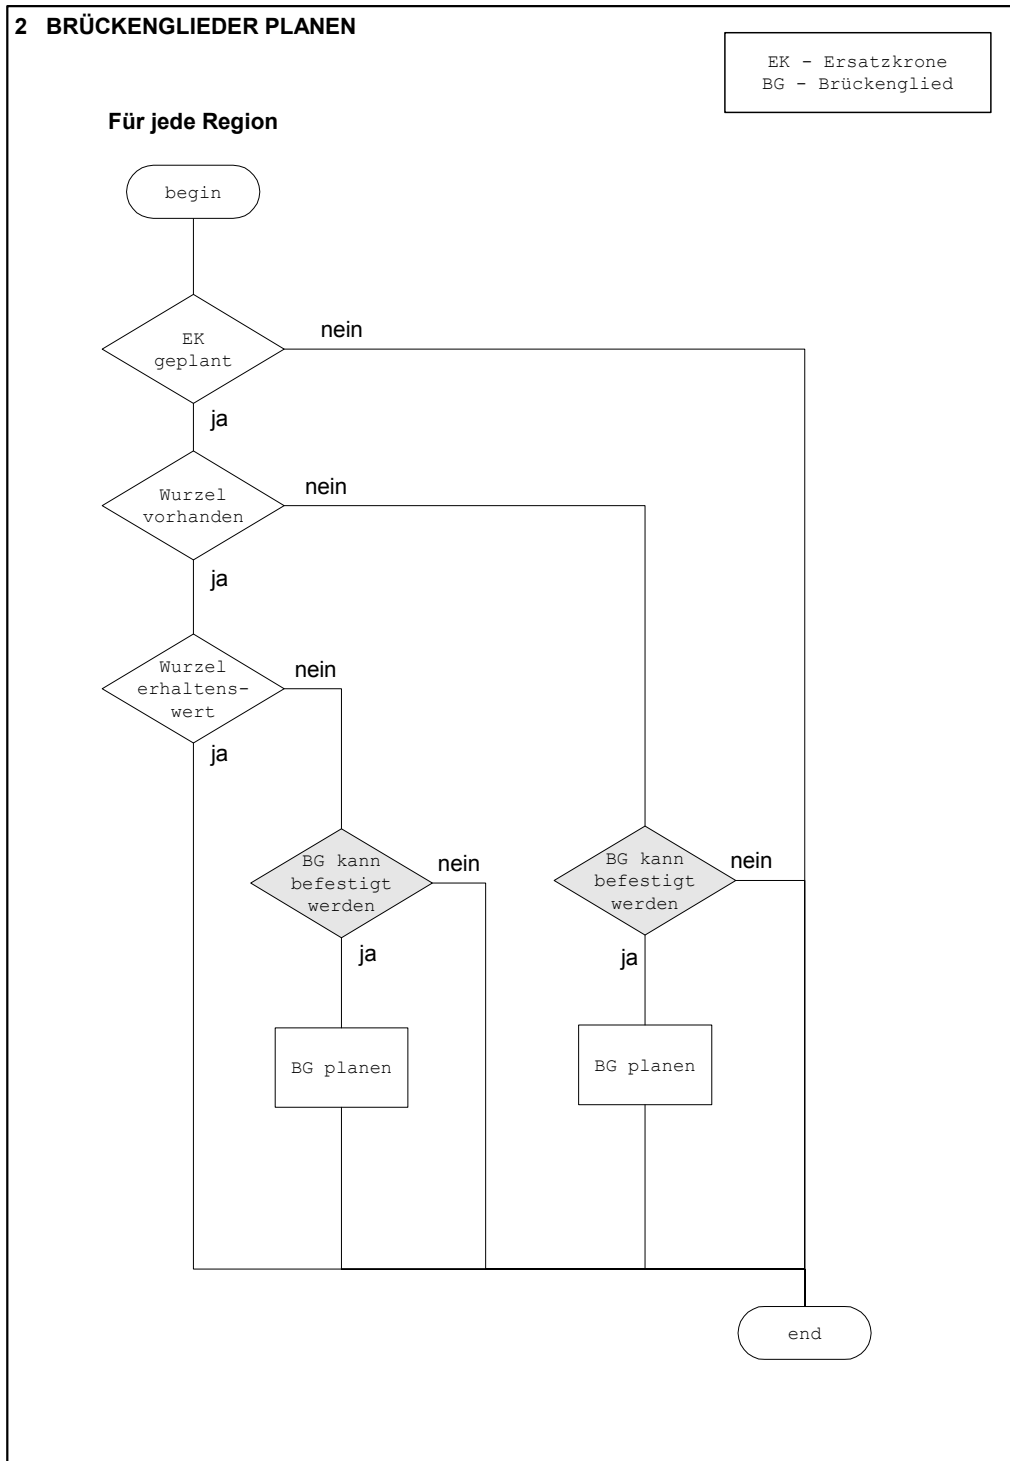 2 BRÜCKENGLIEDER PLANEN
EK - Ersatzkrone
BG - Brückenglied
Für jede Region
begin
EK
geplant
nein
ja
Wurzel
vorhanden
nein
ja
Wurzel
erhaltens-
wert
nein
ja
BG kann
befestigt
werden
nein
ja
BG planen
BG kann
befestigt
werden
nein
ja
BG planen
end